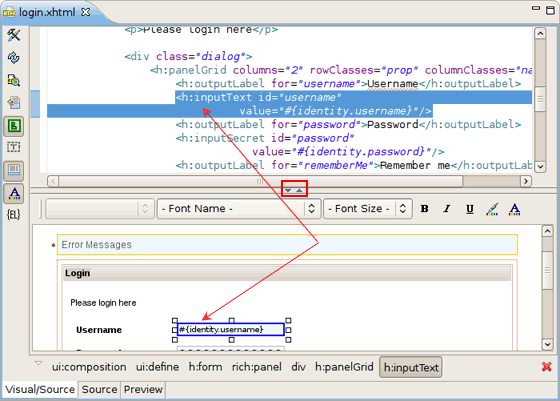 login.xhtml
<p>Please login here</p>
<div class="dialog">
<h:panelGrid columns="2" rowClasses="prop" columnClasses="na
<h:outputLabel for="username">Username</h:outputLabel>
<h:inputText id="username"
value="#{identity.username}"/>
<h:outputLabel for="password">Password</h:outputLabel>
<h:inputSecret id="password"
value="#{identity.password}"/>
<h:outputLabel for="rememberMe">Remember me</h:outputLabe
- Font Name - - Font Size - B I U A
Error Messages
Login
Please login here
Username #{identity.username}
{EL}
ui:composition ui:define h:form rich:panel div h:panelGrid h:inputText
Visual/Source Source Preview